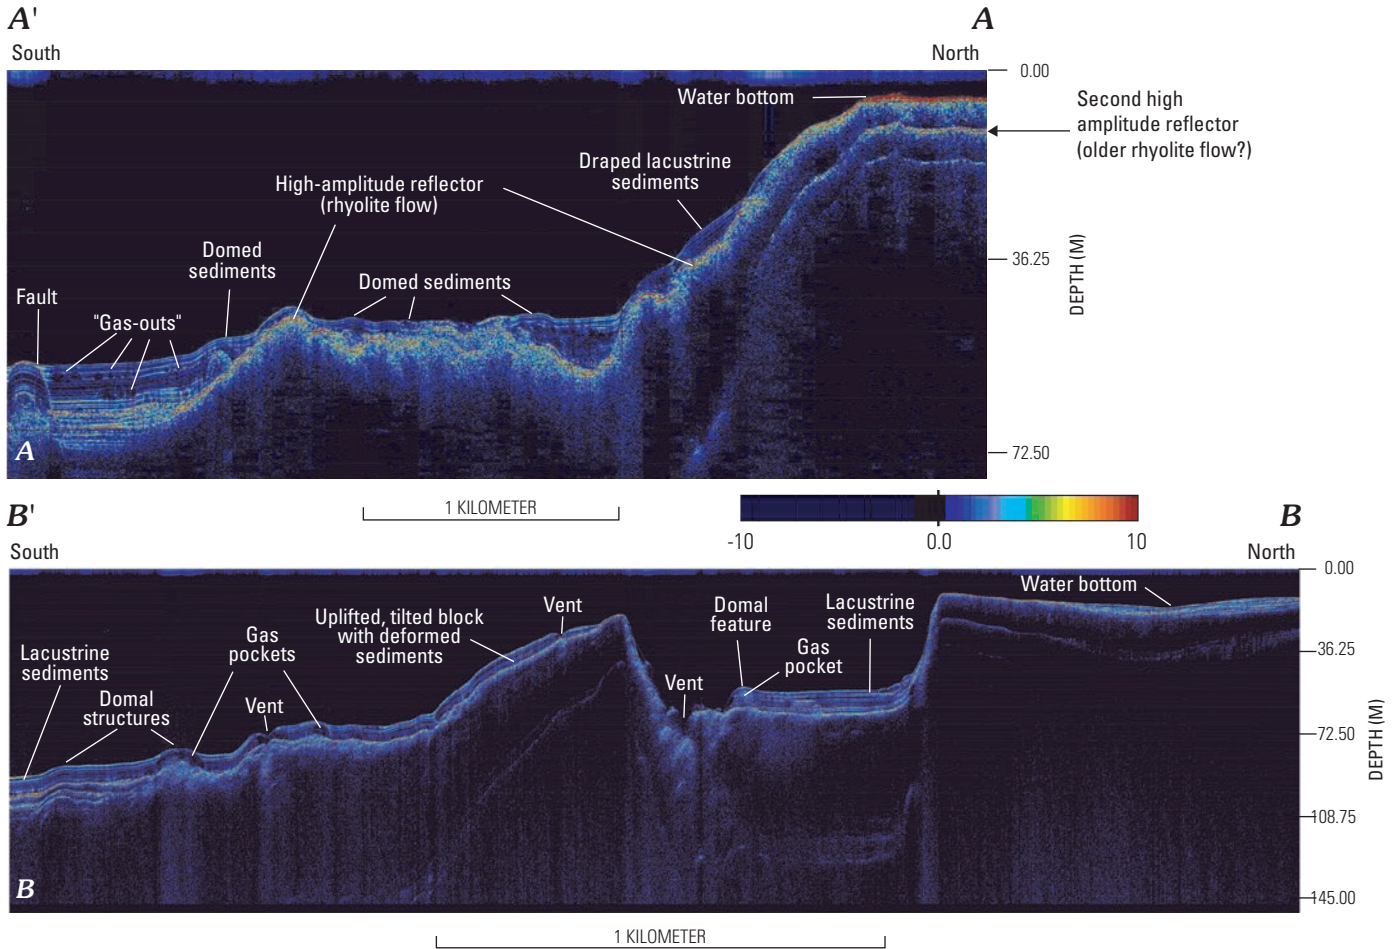 A'
A
South
North
0.00
Water bottom
Second high
amplitude reflector
(older rhyolite flow?)
Draped lacustrine
sediments
High-amplitude reflector
(rhyolite flow)
Domed
sediments
Domed sediments
36.25
DEPTH (M)
Fault
"Gas-outs"
A
72.50
1 KILOMETER
-10
0.0
10
B'
B
South
North
0.00
Water bottom
Vent
Uplifted, tilted block
with deformed
sediments
Domal
feature
Lacustrine
sediments
Gas
pockets
Gas
pocket
36.25
Lacustrine
sediments
Domal
structures
Vent
Vent
72.50
DEPTH (M)
108.75
B
145.00
1 KILOMETER